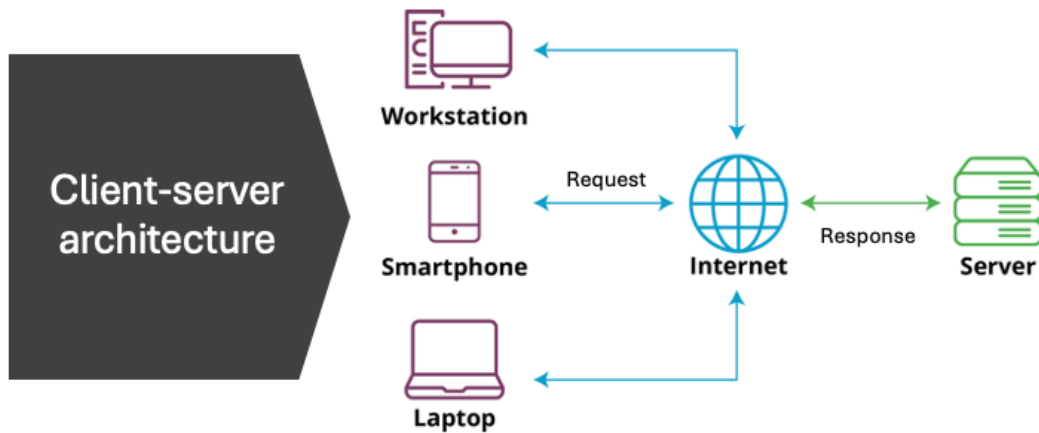 Client-server
architecture
Workstation
Request
Smartphone
Internet
Response
Server
Laptop